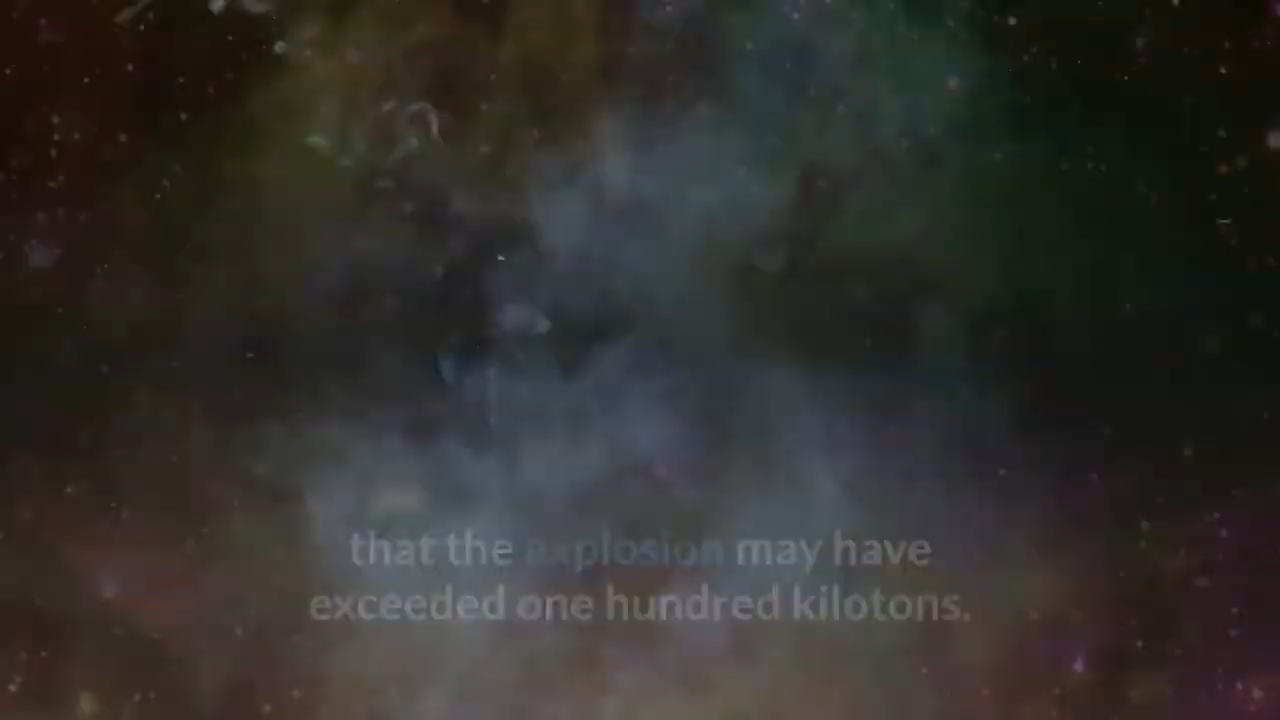 that the explosion may have
exceeded one hundred kilotons.